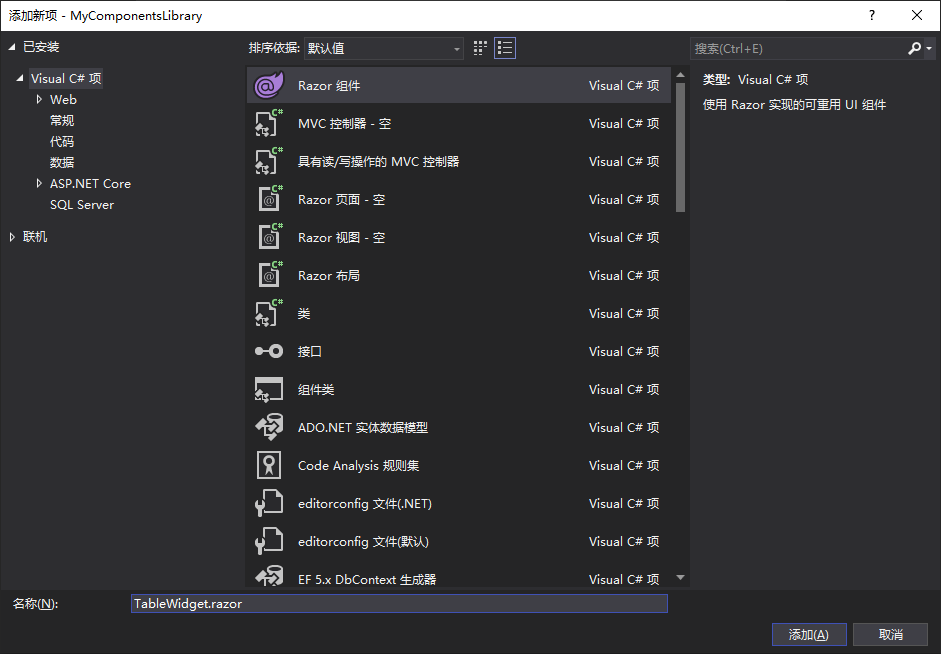 添加新项 - MyComponentsLibrary
?
已安装
排序依据: 默认值
搜索(Ctrl+E)
Visual C# 项
Web
常规
代码
数据
ASP.NET Core
SQL Server
联机
Razor 组件 Visual C# 项
C# MVC 控制器 - 空 Visual C# 项
C# 具有读/写操作的 MVC 控制器 Visual C# 项
C# @ Razor 页面 - 空 Visual C# 项
C# @ Razor 视图 - 空 Visual C# 项
C# @ Razor 布局 Visual C# 项
C# 类 Visual C# 项
接口 Visual C# 项
组件类 Visual C# 项
ADO.NET 实体数据模型 Visual C# 项
Code Analysis 规则集 Visual C# 项
editorconfig 文件(.NET) Visual C# 项
editorconfig 文件(默认) Visual C# 项
EF 5.x DbContext 生成器 Visual C# 项
类型: Visual C# 项
使用 Razor 实现的可重用 UI 组件
名称(N): TableWidget.razor
添加(A) 取消